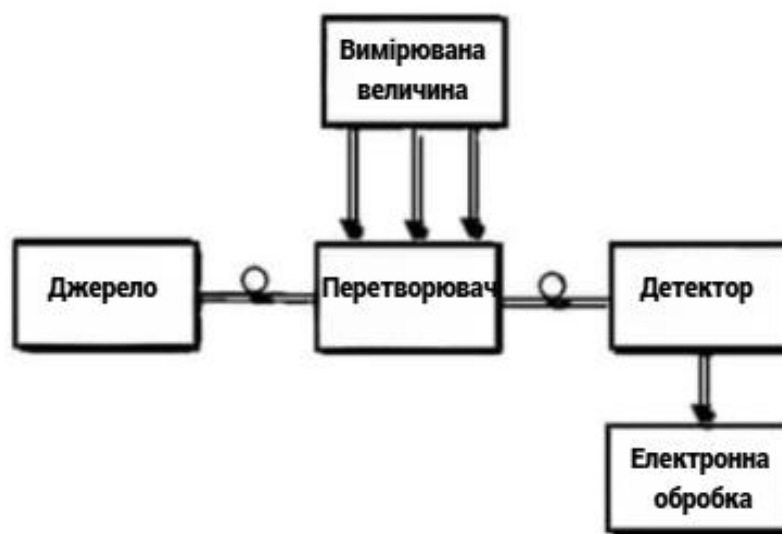 Вимірювана
величина
Джерело
Перетворювач
Детектор
Електронна
обробка